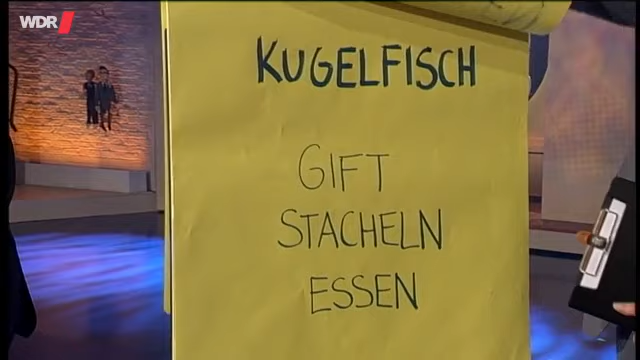 WDR
KUGELFISCH
GIFT
STACHELN
ESSEN